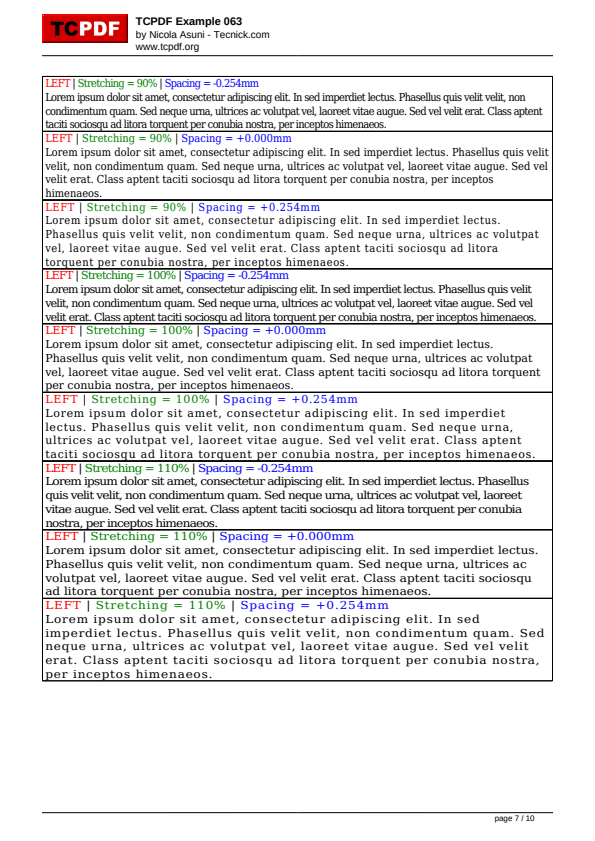 TCPDF
TCPDF Example 063
by Nicola Asuni - Tecnick.com
www.tcpdf.org
LEFT | Stretching = 90% | Spacing = -0.254mm
Lorem ipsum dolor sit amet, consectetur adipiscing elit. In sed imperdiet lectus. Phasellus quis velit velit, non
condimentum quam. Sed neque urna, ultrices ac volutpat vel, laoreet vitae augue. Sed vel velit erat. Class aptent
taciti sociosqu ad litora torquent per conubia nostra, per inceptos himenaeos.
LEFT | Stretching = 90% | Spacing = +0.000mm
Lorem ipsum dolor sit amet, consectetur adipiscing elit. In sed imperdiet lectus. Phasellus quis velit
velit, non condimentum quam. Sed neque urna, ultrices ac volutpat vel, laoreet vitae augue. Sed vel
velit erat. Class aptent taciti sociosqu ad litora torquent per conubia nostra, per inceptos
himenaeos.
LEFT | Stretching = 90% | Spacing = +0.254mm
Lorem ipsum dolor sit amet, consectetur adipiscing elit. In sed imperdiet lectus.
Phasellus quis velit velit, non condimentum quam. Sed neque urna, ultrices ac volutpat
vel, laoreet vitae augue. Sed vel velit erat. Class aptent taciti sociosqu ad litora
torquent per conubia nostra, per inceptos himenaeos.
LEFT | Stretching = 100% | Spacing = -0.254mm
Lorem ipsum dolor sit amet, consectetur adipiscing elit. In sed imperdiet lectus. Phasellus quis velit
velit, non condimentum quam. Sed neque urna, ultrices ac volutpat vel, laoreet vitae augue. Sed vel
velit erat. Class aptent taciti sociosqu ad litora torquent per conubia nostra, per inceptos himenaeos.
LEFT | Stretching = 100% | Spacing = +0.000mm
Lorem ipsum dolor sit amet, consectetur adipiscing elit. In sed imperdiet lectus.
Phasellus quis velit velit, non condimentum quam. Sed neque urna, ultrices ac volutpat
vel, laoreet vitae augue. Sed vel velit erat. Class aptent taciti sociosqu ad litora torquent
per conubia nostra, per inceptos himenaeos.
LEFT | Stretching = 100% | Spacing = +0.254mm
Lorem ipsum dolor sit amet, consectetur adipiscing elit. In sed imperdiet
lectus. Phasellus quis velit velit, non condimentum quam. Sed neque urna,
ultrices ac volutpat vel, laoreet vitae augue. Sed vel velit erat. Class aptent
taciti sociosqu ad litora torquent per conubia nostra, per inceptos himenaeos.
LEFT | Stretching = 110% | Spacing = -0.254mm
Lorem ipsum dolor sit amet, consectetur adipiscing elit. In sed imperdiet lectus. Phasellus
quis velit velit, non condimentum quam. Sed neque urna, ultrices ac volutpat vel, laoreet
vitae augue. Sed vel velit erat. Class aptent taciti sociosqu ad litora torquent per conubia
nostra, per inceptos himenaeos.
LEFT | Stretching = 110% | Spacing = +0.000mm
Lorem ipsum dolor sit amet, consectetur adipiscing elit. In sed imperdiet lectus.
Phasellus quis velit velit, non condimentum quam. Sed neque urna, ultrices ac
volutpat vel, laoreet vitae augue. Sed vel velit erat. Class aptent taciti sociosqu
ad litora torquent per conubia nostra, per inceptos himenaeos.
LEFT | Stretching = 110% | Spacing = +0.254mm
Lorem ipsum dolor sit amet, consectetur adipiscing elit. In sed
imperdiet lectus. Phasellus quis velit velit, non condimentum quam. Sed
neque urna, ultrices ac volutpat vel, laoreet vitae augue. Sed vel velit
erat. Class aptent taciti sociosqu ad litora torquent per conubia nostra,
per inceptos himenaeos.
page 7 / 10